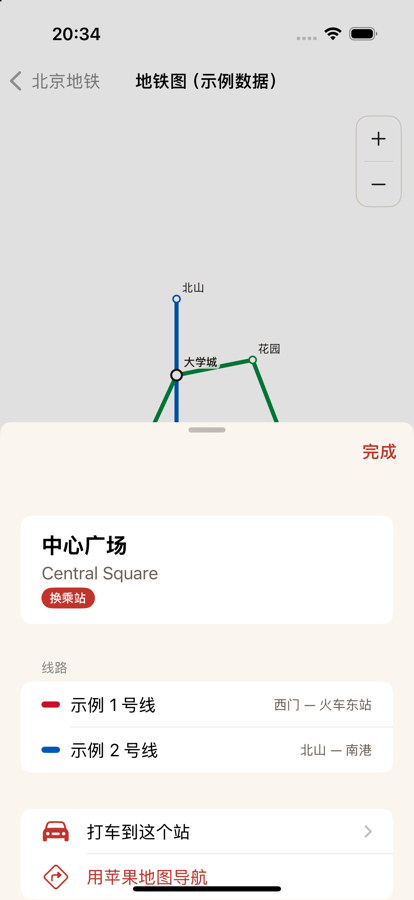 20:34
北京地铁
地铁图（示例数据）
+
−
北山
花园
大学城
完成
中心广场
Central Square
换乘站
线路
示例 1 号线 西门 — 火车东站
示例 2 号线 北山 — 南港
打车到这个站
用苹果地图导航